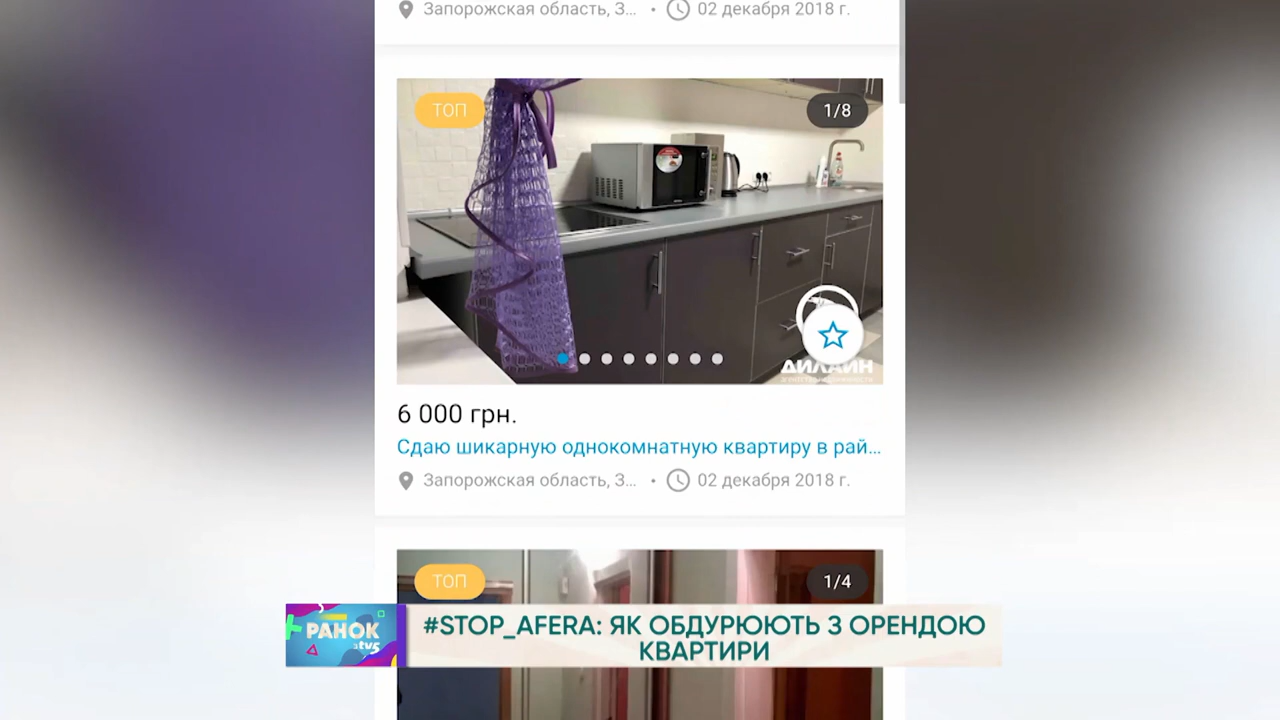 Запорожская область, З... • 02 декабря 2018 г.
ТОП
1/8
ДИЛАЙН
6 000 грн.
Сдаю шикарную однокомнатную квартиру в рай...
Запорожская область, З... • 02 декабря 2018 г.
ТОП
1/4
РАНОК
tv5
#STOP_AFERA: ЯК ОБДУРЮЮТЬ З ОРЕНДОЮ
КВАРТИРИ